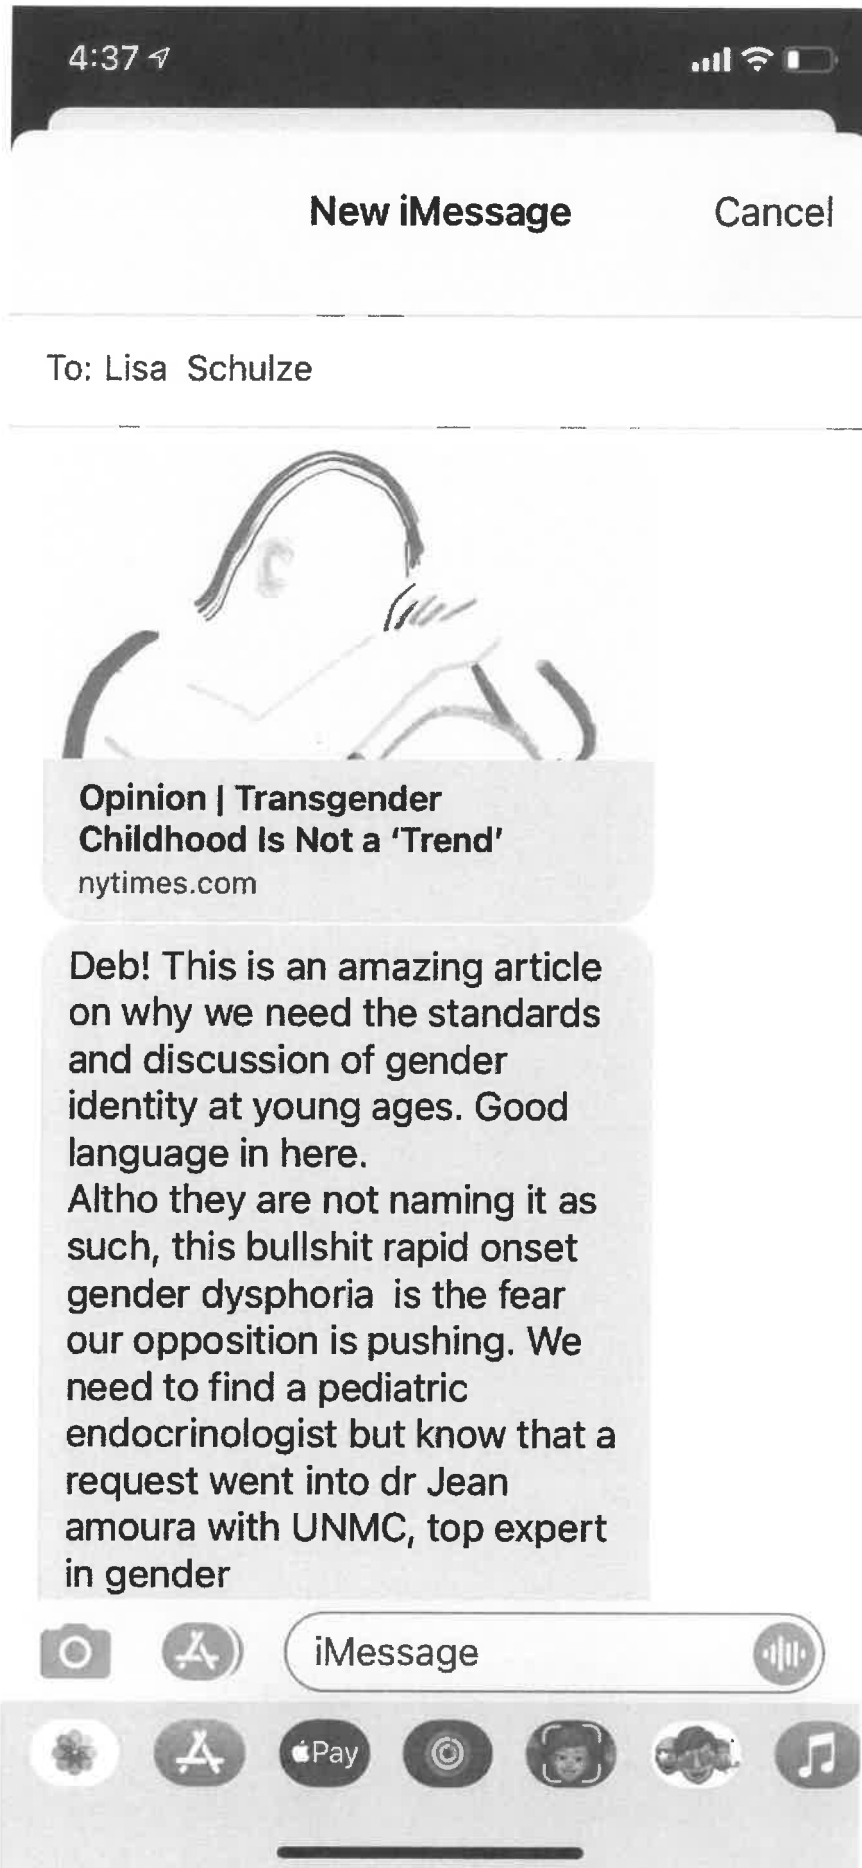 4:37
New iMessage
Cancel
To: Lisa Schulze
Opinion | Transgender
Childhood Is Not a ‘Trend’
nytimes.com
Deb! This is an amazing article
on why we need the standards
and discussion of gender
identity at young ages. Good
language in here.
Altho they are not naming it as
such, this bullshit rapid onset
gender dysphoria is the fear
our opposition is pushing. We
need to find a pediatric
endocrinologist but know that a
request went into dr Jean
amoura with UNMC, top expert
in gender
iMessage
Pay